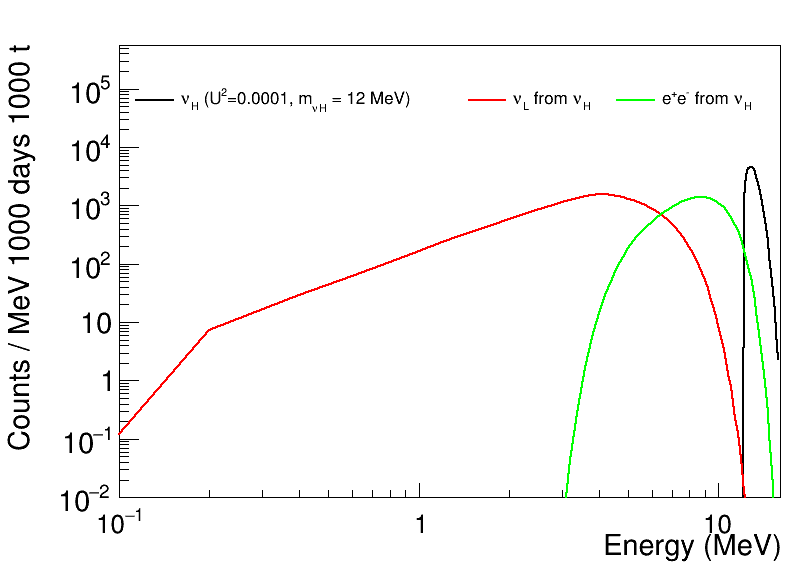 Counts / MeV 1000 days 1000 t
10⁵
10⁴
10³
10²
10
1
10⁻¹
10⁻²
ν_H (U²=0.0001, m_νH = 12 MeV)
ν_L from ν_H
e⁺e⁻ from ν_H
10⁻¹
1
10
Energy (MeV)